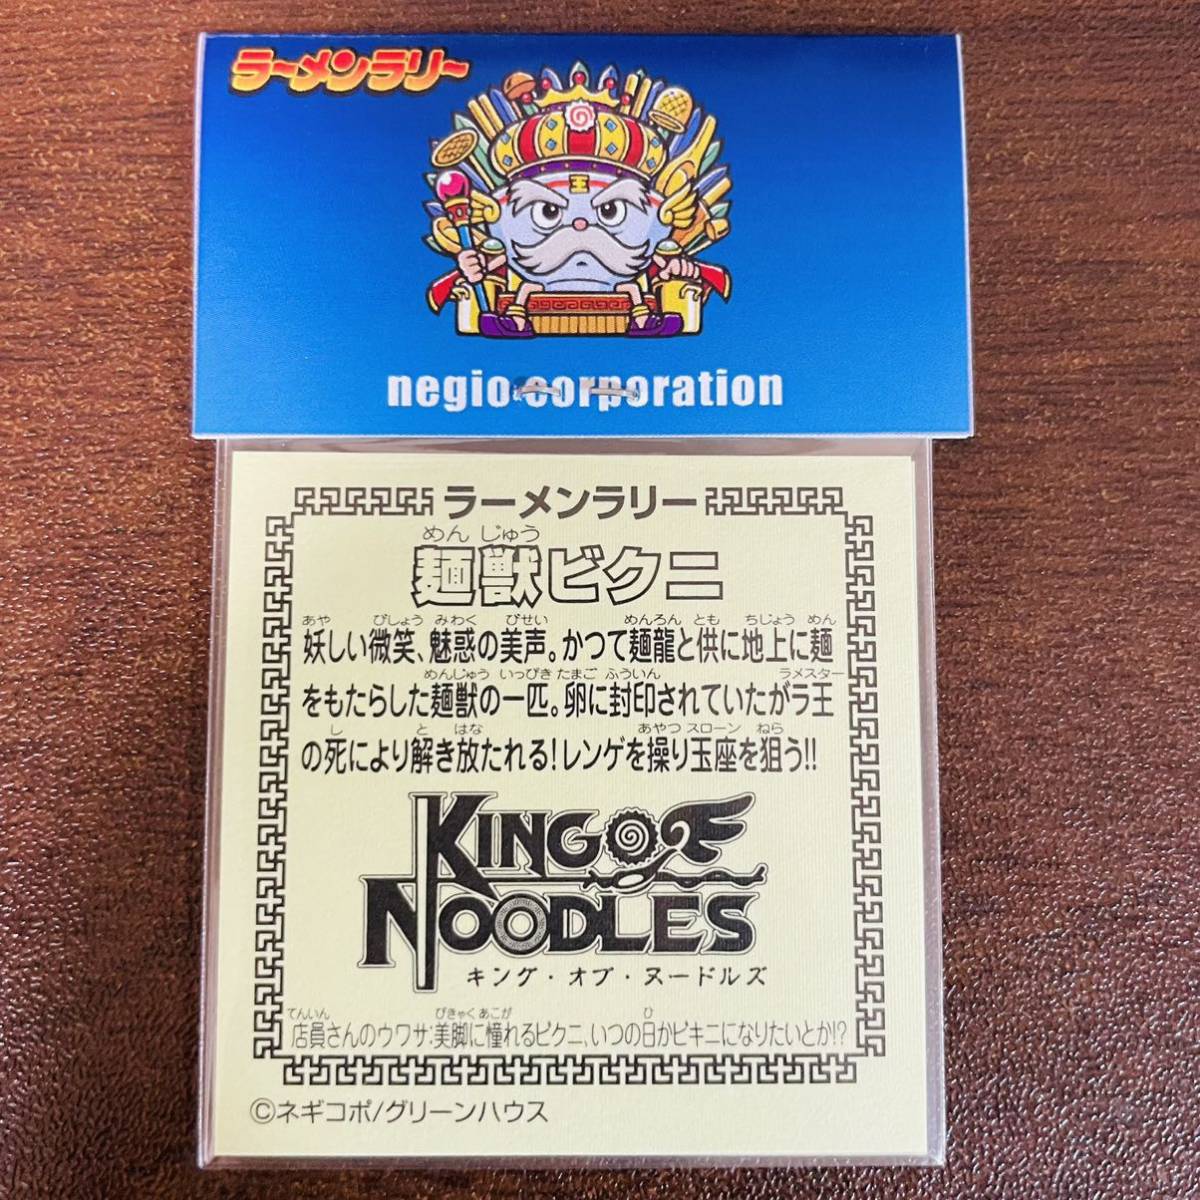 ラーメンラリー
王
negio corporation
ラーメンラリー
めん じゅう
麺獣ビクニ
あや びしょう みわく びせい めんろん とも ちじょう めん
妖しい微笑、魅惑の美声。かつて麺龍と供に地上に麺
めんじゅう いっぴき たまご ふういん ラメスター
をもたらした麺獣の一匹。卵に封印されていたがラ王
し と はな あやつ スローン ねら
の死により解き放たれる!レンゲを操り玉座を狙う!!
KING OF
NOODLES
キング・オブ・ヌードルズ
てんいん びきゃく あこが ひ
店員さんのウワサ:美脚に憧れるビクニ、いつの日かビキニになりたいとか!?
©ネギコポ/グリーンハウス